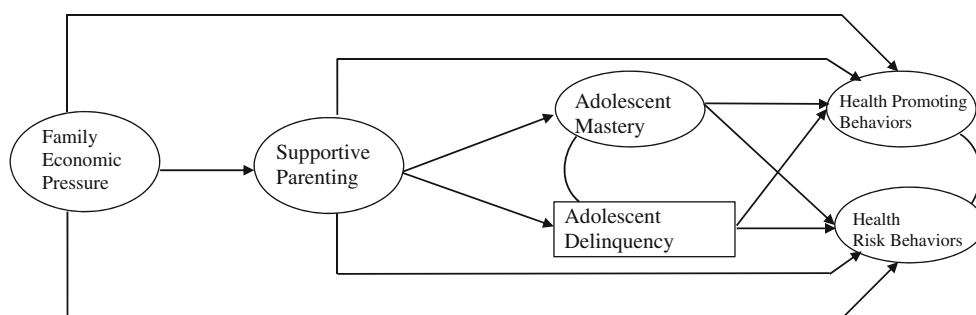 Family
Economic
Pressure
Supportive
Parenting
Adolescent
Mastery
Adolescent
Delinquency
Health Promoting
Behaviors
Health
Risk Behaviors